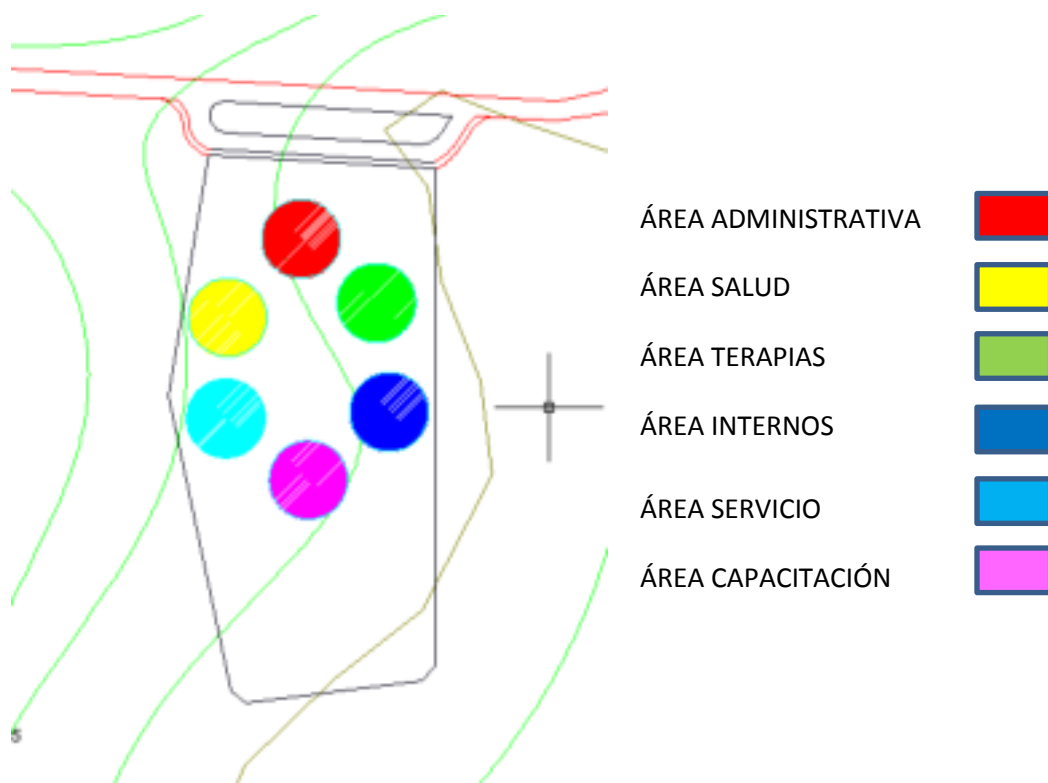 ÁREA ADMINISTRATIVA
ÁREA SALUD
ÁREA TERAPIAS
ÁREA INTERNOS
ÁREA SERVICIO
ÁREA CAPACITACIÓN